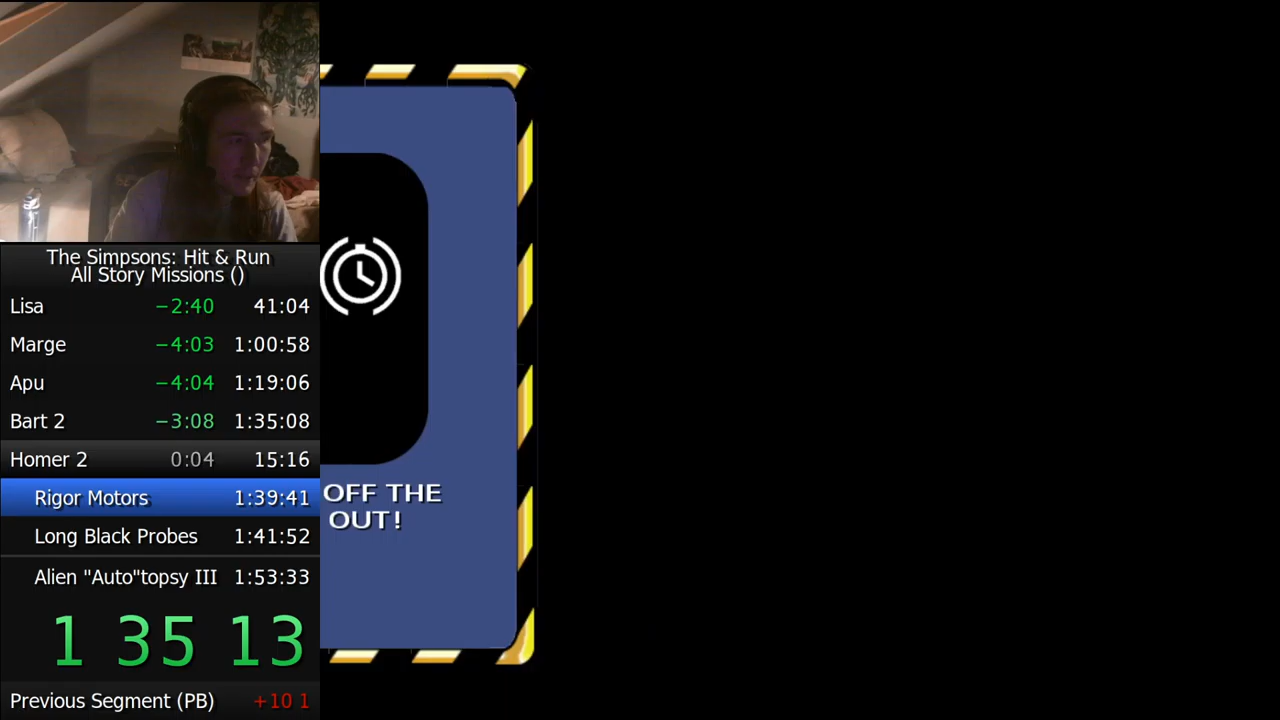 The Simpsons: Hit & Run
All Story Missions ()
Lisa −2:40 41:04
Marge −4:03 1:00:58
Apu −4:04 1:19:06
Bart 2 −3:08 1:35:08
Homer 2 0:04 15:16
Rigor Motors 1:39:41
Long Black Probes 1:41:52
Alien "Auto"topsy III 1:53:33
1 35 13
Previous Segment (PB) +10 1
OFF THE
OUT!